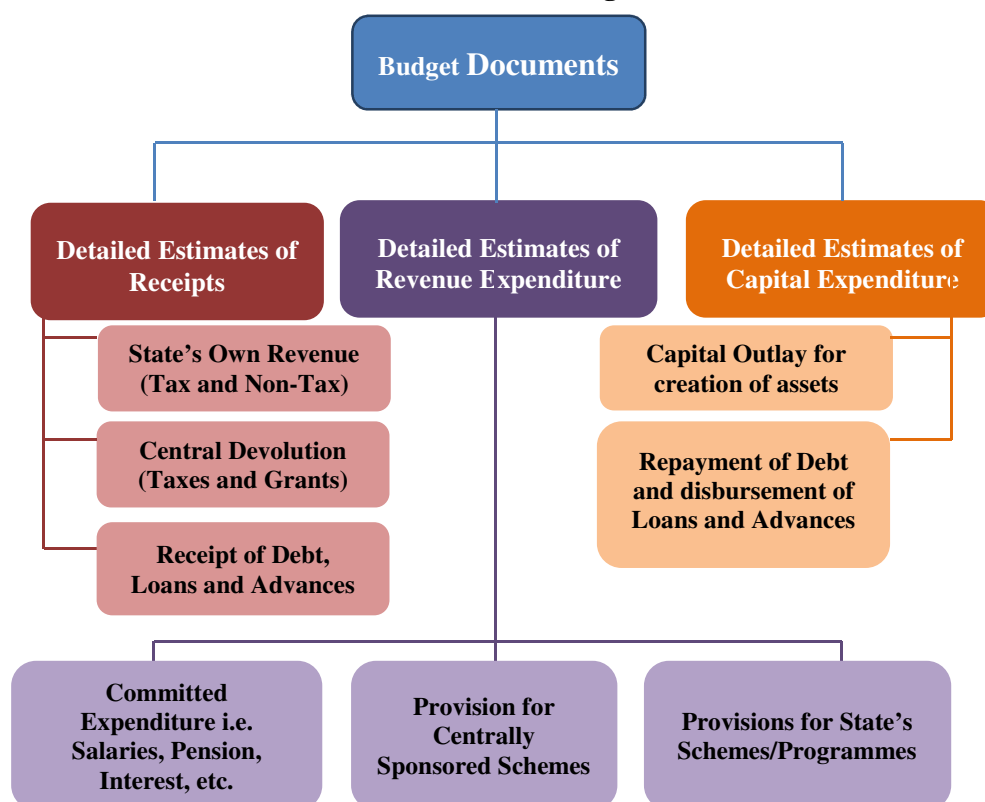 Budget Documents
Detailed Estimates of
Receipts
Detailed Estimates of
Revenue Expenditure
Detailed Estimates of
Capital Expenditure
State's Own Revenue
(Tax and Non-Tax)
Central Devolution
(Taxes and Grants)
Receipt of Debt,
Loans and Advances
Capital Outlay for
creation of assets
Repayment of Debt
and disbursement of
Loans and Advances
Committed
Expenditure i.e.
Salaries, Pension,
Interest, etc.
Provision for
Centrally
Sponsored Schemes
Provisions for State's
Schemes/Programmes